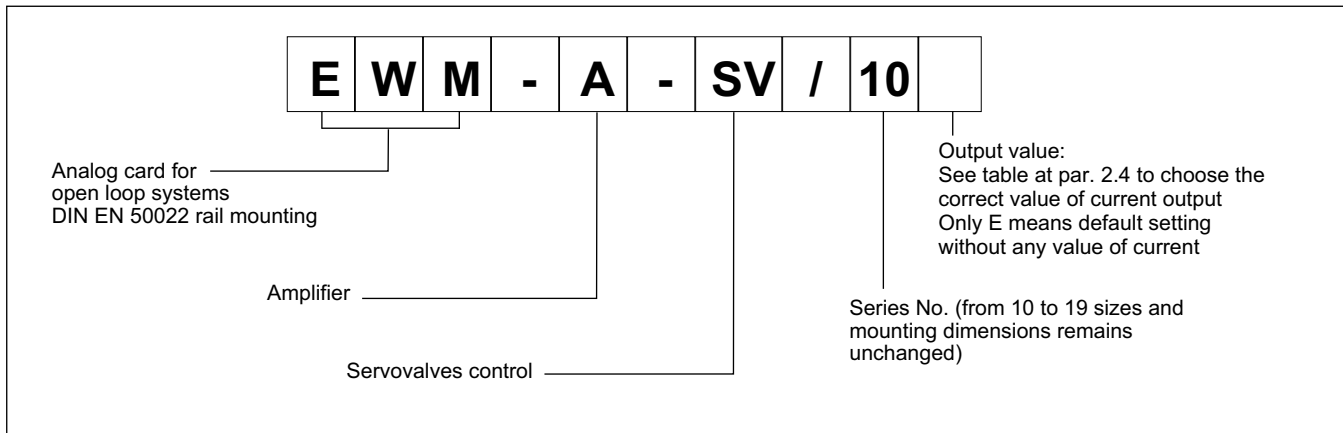 E W M - A - SV / 10
Analog card for
open loop systems
DIN EN 50022 rail mounting
Amplifier
Servovalves control
Output value:
See table at par. 2.4 to choose the
correct value of current output
Only E means default setting
without any value of current
Series No. (from 10 to 19 sizes and
mounting dimensions remains
unchanged)